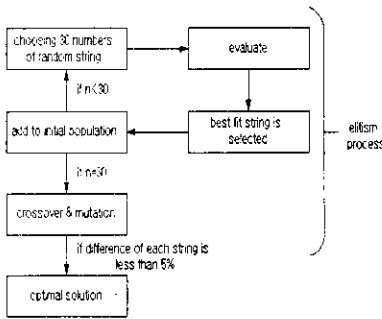 choosing 30 numbers
of random string
evaluate
if n<30
add to initial population
best fit string is
selected
elitism
process
if n=30
crossover & mutation
if difference of each string is
less than 5%
optimal solution